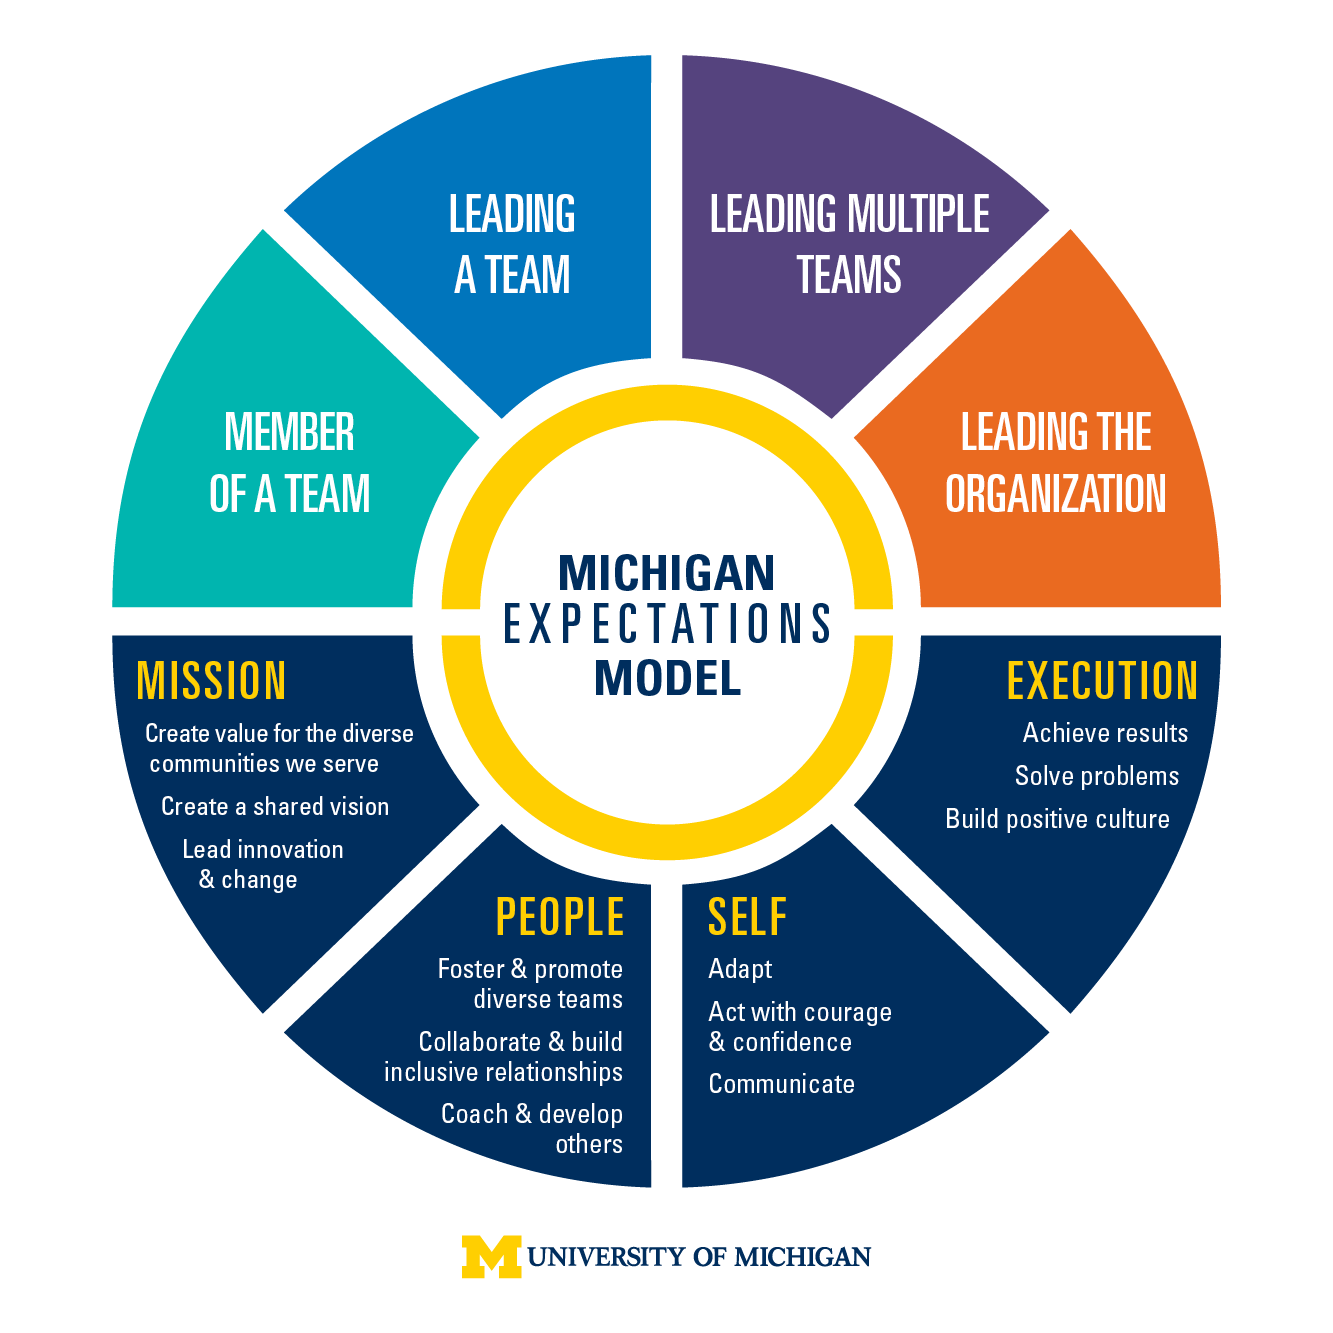 LEADING
A TEAM
LEADING MULTIPLE
TEAMS
MEMBER
OF A TEAM
LEADING THE
ORGANIZATION
MICHIGAN
EXPECTATIONS
MODEL
MISSION
Create value for the diverse
communities we serve
Create a shared vision
Lead innovation
& change
PEOPLE
Foster & promote
diverse teams
Collaborate & build
inclusive relationships
Coach & develop
others
SELF
Adapt
Act with courage
& confidence
Communicate
EXECUTION
Achieve results
Solve problems
Build positive culture
M UNIVERSITY OF MICHIGAN